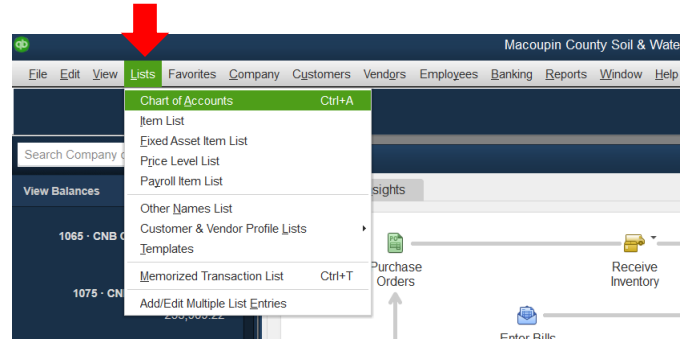 qb
Macoupin County Soil & Wate
File Edit View Lists Favorites Company Customers Vendors Employees Banking Reports Window Help
Chart of Accounts Ctrl+A
Item List
Fixed Asset Item List
Price Level List
Payroll Item List
Other Names List
Customer & Vendor Profile Lists
Templates
Memorized Transaction List Ctrl+T
Add/Edit Multiple List Entries
Search Company
View Balances
sights
1065 · CNB
1075 · CN
Purchase
Orders
Receive
Inventory
Enter Bills